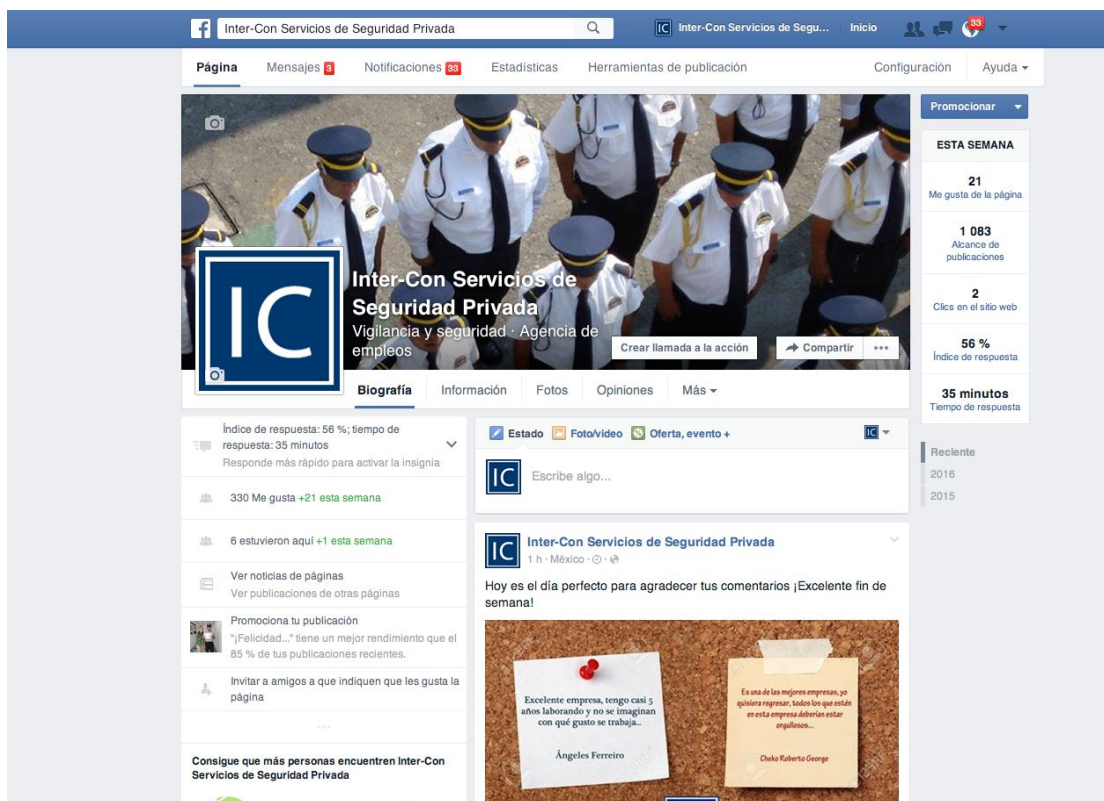 Inter-Con Servicios de Seguridad Privada
IC Inter-Con Servicios de Segu... Inicio 33
Página Mensajes 3 Notificaciones 33 Estadísticas Herramientas de publicación Configuración Ayuda
Promocionar
ESTA SEMANA
21
Me gusta de la página
1 083
Alcance de
publicaciones
2
Clics en el sitio web
56 %
Índice de respuesta
35 minutos
Tiempo de respuesta
Reciente
2016
2015
IC
Inter-Con Servicios de
Seguridad Privada
Vigilancia y seguridad · Agencia de
empleos
Crear llamada a la acción Compartir
Biografía Información Fotos Opiniones Más
Índice de respuesta: 56 %; tiempo de
respuesta: 35 minutos
Responde más rápido para activar la insignia
330 Me gusta +21 esta semana
6 estuvieron aquí +1 esta semana
Ver noticias de páginas
Ver publicaciones de otras páginas
Promociona tu publicación
"¡Felicidad..." tiene un mejor rendimiento que el
85 % de tus publicaciones recientes.
Invitar a amigos a que indiquen que les gusta la
página
Consigue que más personas encuentren Inter-Con
Servicios de Seguridad Privada
Estado Foto/video Oferta, evento + IC
IC Escribe algo...
IC Inter-Con Servicios de Seguridad Privada
1 h · México
Hoy es el día perfecto para agradecer tus comentarios ¡Excelente fin de
semana!
Excelente empresa, tengo casi 5
años laborando y no se imaginan
con qué gusto se trabaja...
Ángeles Ferreiro
Es una de las mejores empresas, yo
quisiera regresar, todos los que estén
en esta empresa deberían estar
orgullosos...
Cheko Roberto George